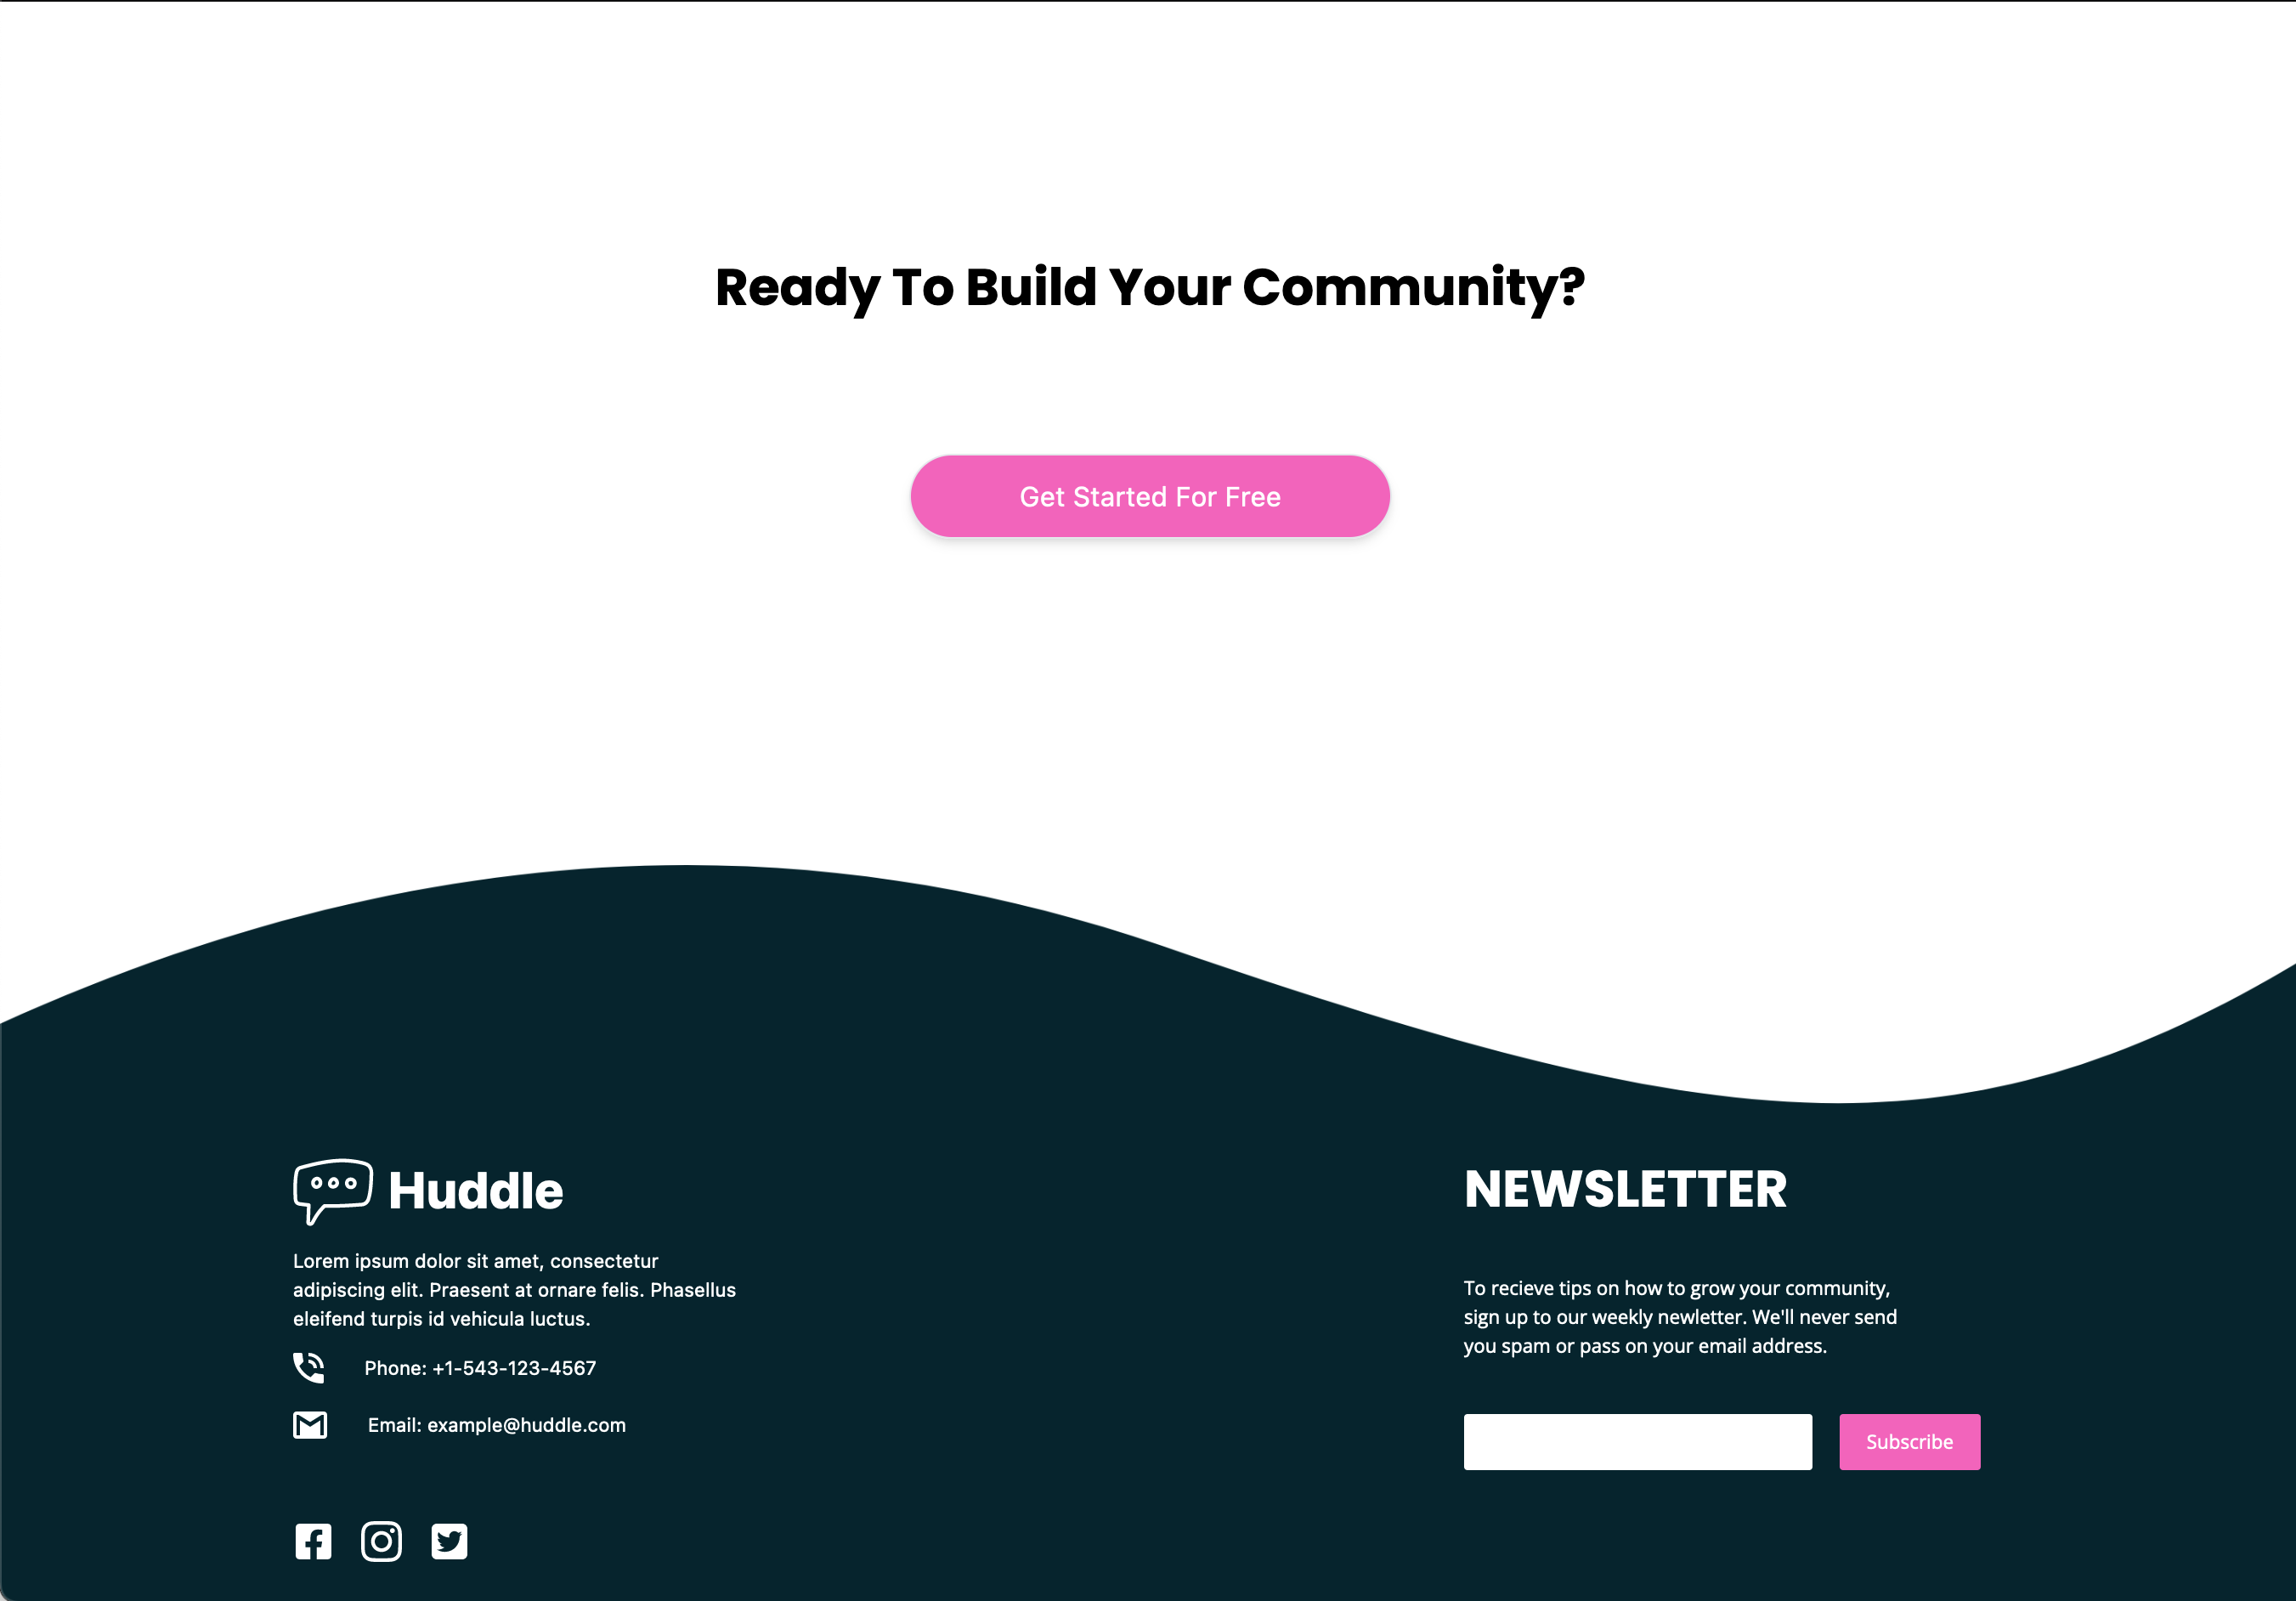 Ready To Build Your Community?
Get Started For Free
Huddle
Lorem ipsum dolor sit amet, consectetur
adipiscing elit. Praesent at ornare felis. Phasellus
eleifend turpis id vehicula luctus.
Phone: +1-543-123-4567
Email: example@huddle.com
NEWSLETTER
To recieve tips on how to grow your community,
sign up to our weekly newletter. We'll never send
you spam or pass on your email address.
Subscribe